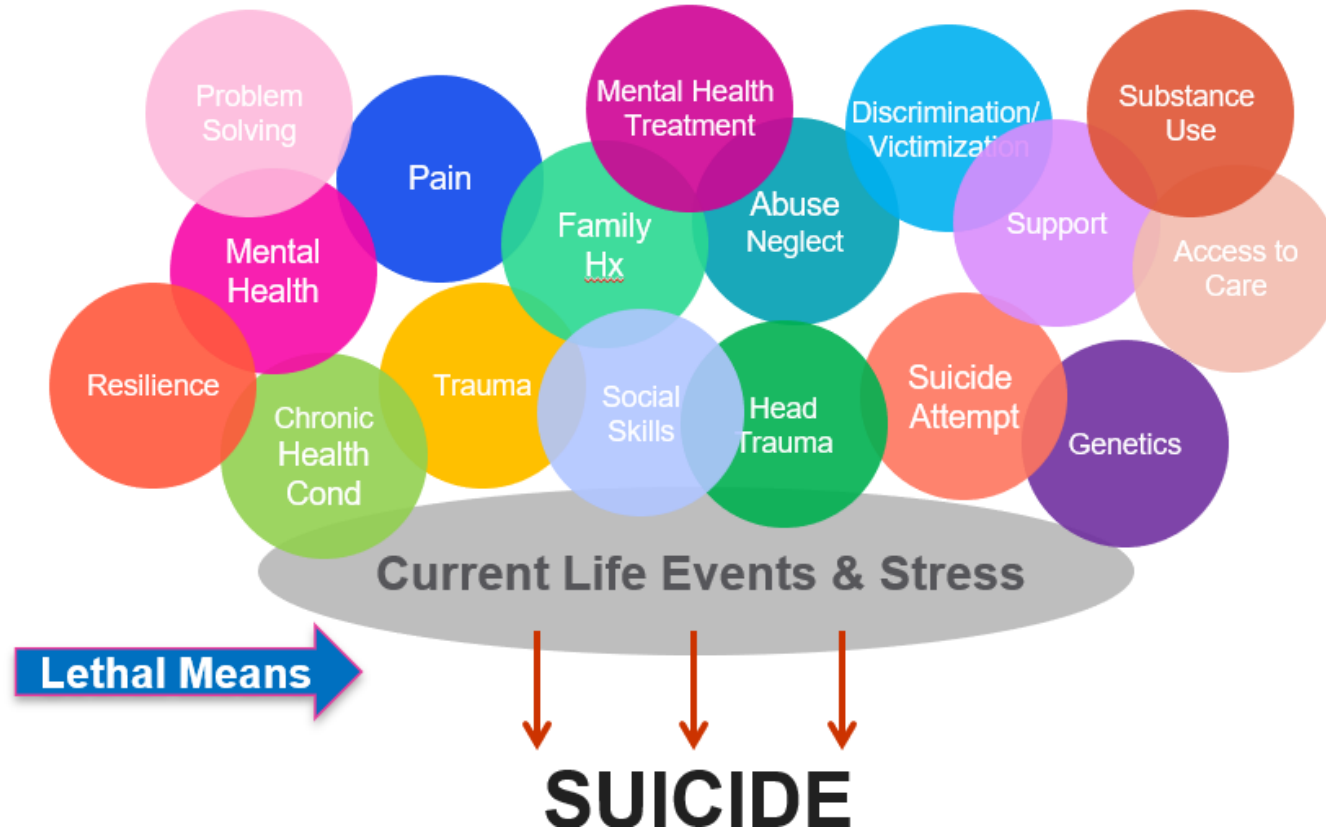 Problem
Solving
Pain
Mental Health
Treatment
Discrimination/
Victimization
Substance
Use
Mental
Health
Family
Hx
Abuse
Neglect
Support
Access to
Care
Resilience
Chronic
Health
Cond
Trauma
Social
Skills
Head
Trauma
Suicide
Attempt
Genetics
Current Life Events & Stress
Lethal Means
SUICIDE